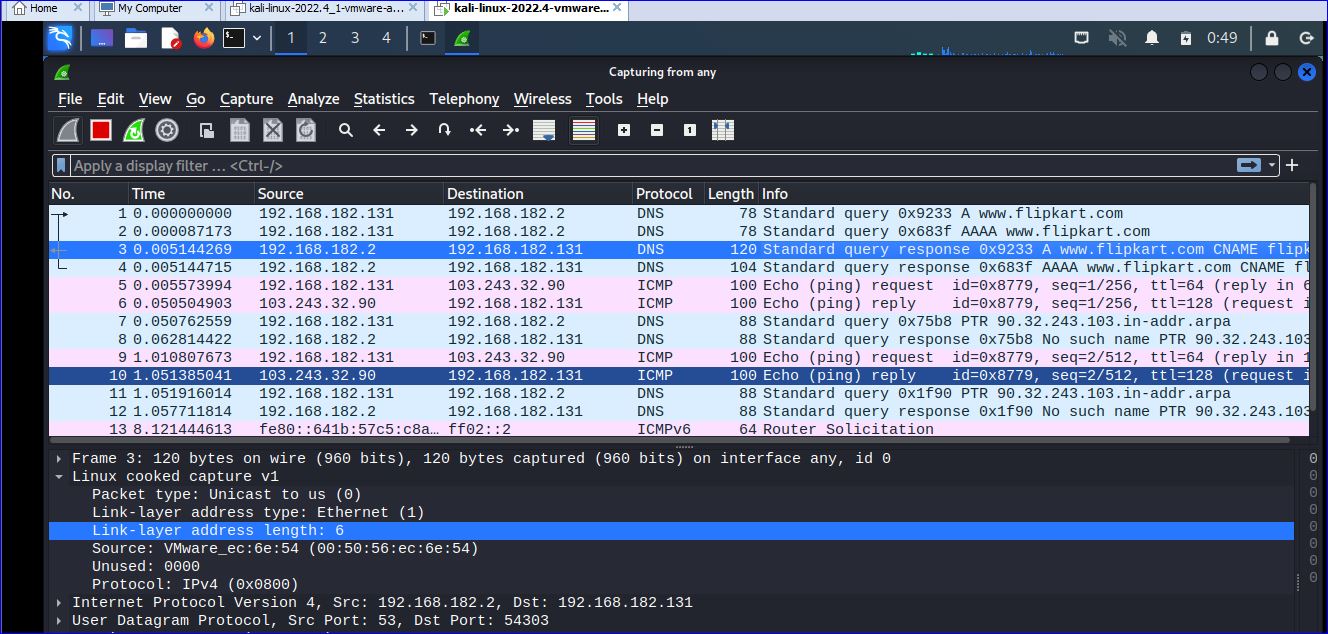 Home My Computer kali-linux-2022.4_1-vmware-a... kali-linux-2022.4-vmware...
1 2 3 4 0:49
Capturing from any
File Edit View Go Capture Analyze Statistics Telephony Wireless Tools Help
Apply a display filter … <Ctrl-/>
No. Time Source Destination Protocol Length Info
1 0.000000000 192.168.182.131 192.168.182.2 DNS 78 Standard query 0x9233 A www.flipkart.com
2 0.000087173 192.168.182.131 192.168.182.2 DNS 78 Standard query 0x683f AAAA www.flipkart.com
3 0.005144269 192.168.182.2 192.168.182.131 DNS 120 Standard query response 0x9233 A www.flipkart.com CNAME flipk
4 0.005144715 192.168.182.2 192.168.182.131 DNS 104 Standard query response 0x683f AAAA www.flipkart.com CNAME fl
5 0.005573994 192.168.182.131 103.243.32.90 ICMP 100 Echo (ping) request id=0x8779, seq=1/256, ttl=64 (reply in 6
6 0.050504903 103.243.32.90 192.168.182.131 ICMP 100 Echo (ping) reply id=0x8779, seq=1/256, ttl=128 (request i
7 0.050762559 192.168.182.131 192.168.182.2 DNS 88 Standard query 0x75b8 PTR 90.32.243.103.in-addr.arpa
8 0.062814422 192.168.182.2 192.168.182.131 DNS 88 Standard query response 0x75b8 No such name PTR 90.32.243.103
9 1.010807673 192.168.182.131 103.243.32.90 ICMP 100 Echo (ping) request id=0x8779, seq=2/512, ttl=64 (reply in 1
10 1.051385041 103.243.32.90 192.168.182.131 ICMP 100 Echo (ping) reply id=0x8779, seq=2/512, ttl=128 (request i
11 1.051916014 192.168.182.131 192.168.182.2 DNS 88 Standard query 0x1f90 PTR 90.32.243.103.in-addr.arpa
12 1.057711814 192.168.182.2 192.168.182.131 DNS 88 Standard query response 0x1f90 No such name PTR 90.32.243.103
13 8.121444613 fe80::641b:57c5:c8a… ff02::2 ICMPv6 64 Router Solicitation
Frame 3: 120 bytes on wire (960 bits), 120 bytes captured (960 bits) on interface any, id 0
Linux cooked capture v1
Packet type: Unicast to us (0)
Link-layer address type: Ethernet (1)
Link-layer address length: 6
Source: VMware_ec:6e:54 (00:50:56:ec:6e:54)
Unused: 0000
Protocol: IPv4 (0x0800)
Internet Protocol Version 4, Src: 192.168.182.2, Dst: 192.168.182.131
User Datagram Protocol, Src Port: 53, Dst Port: 54303